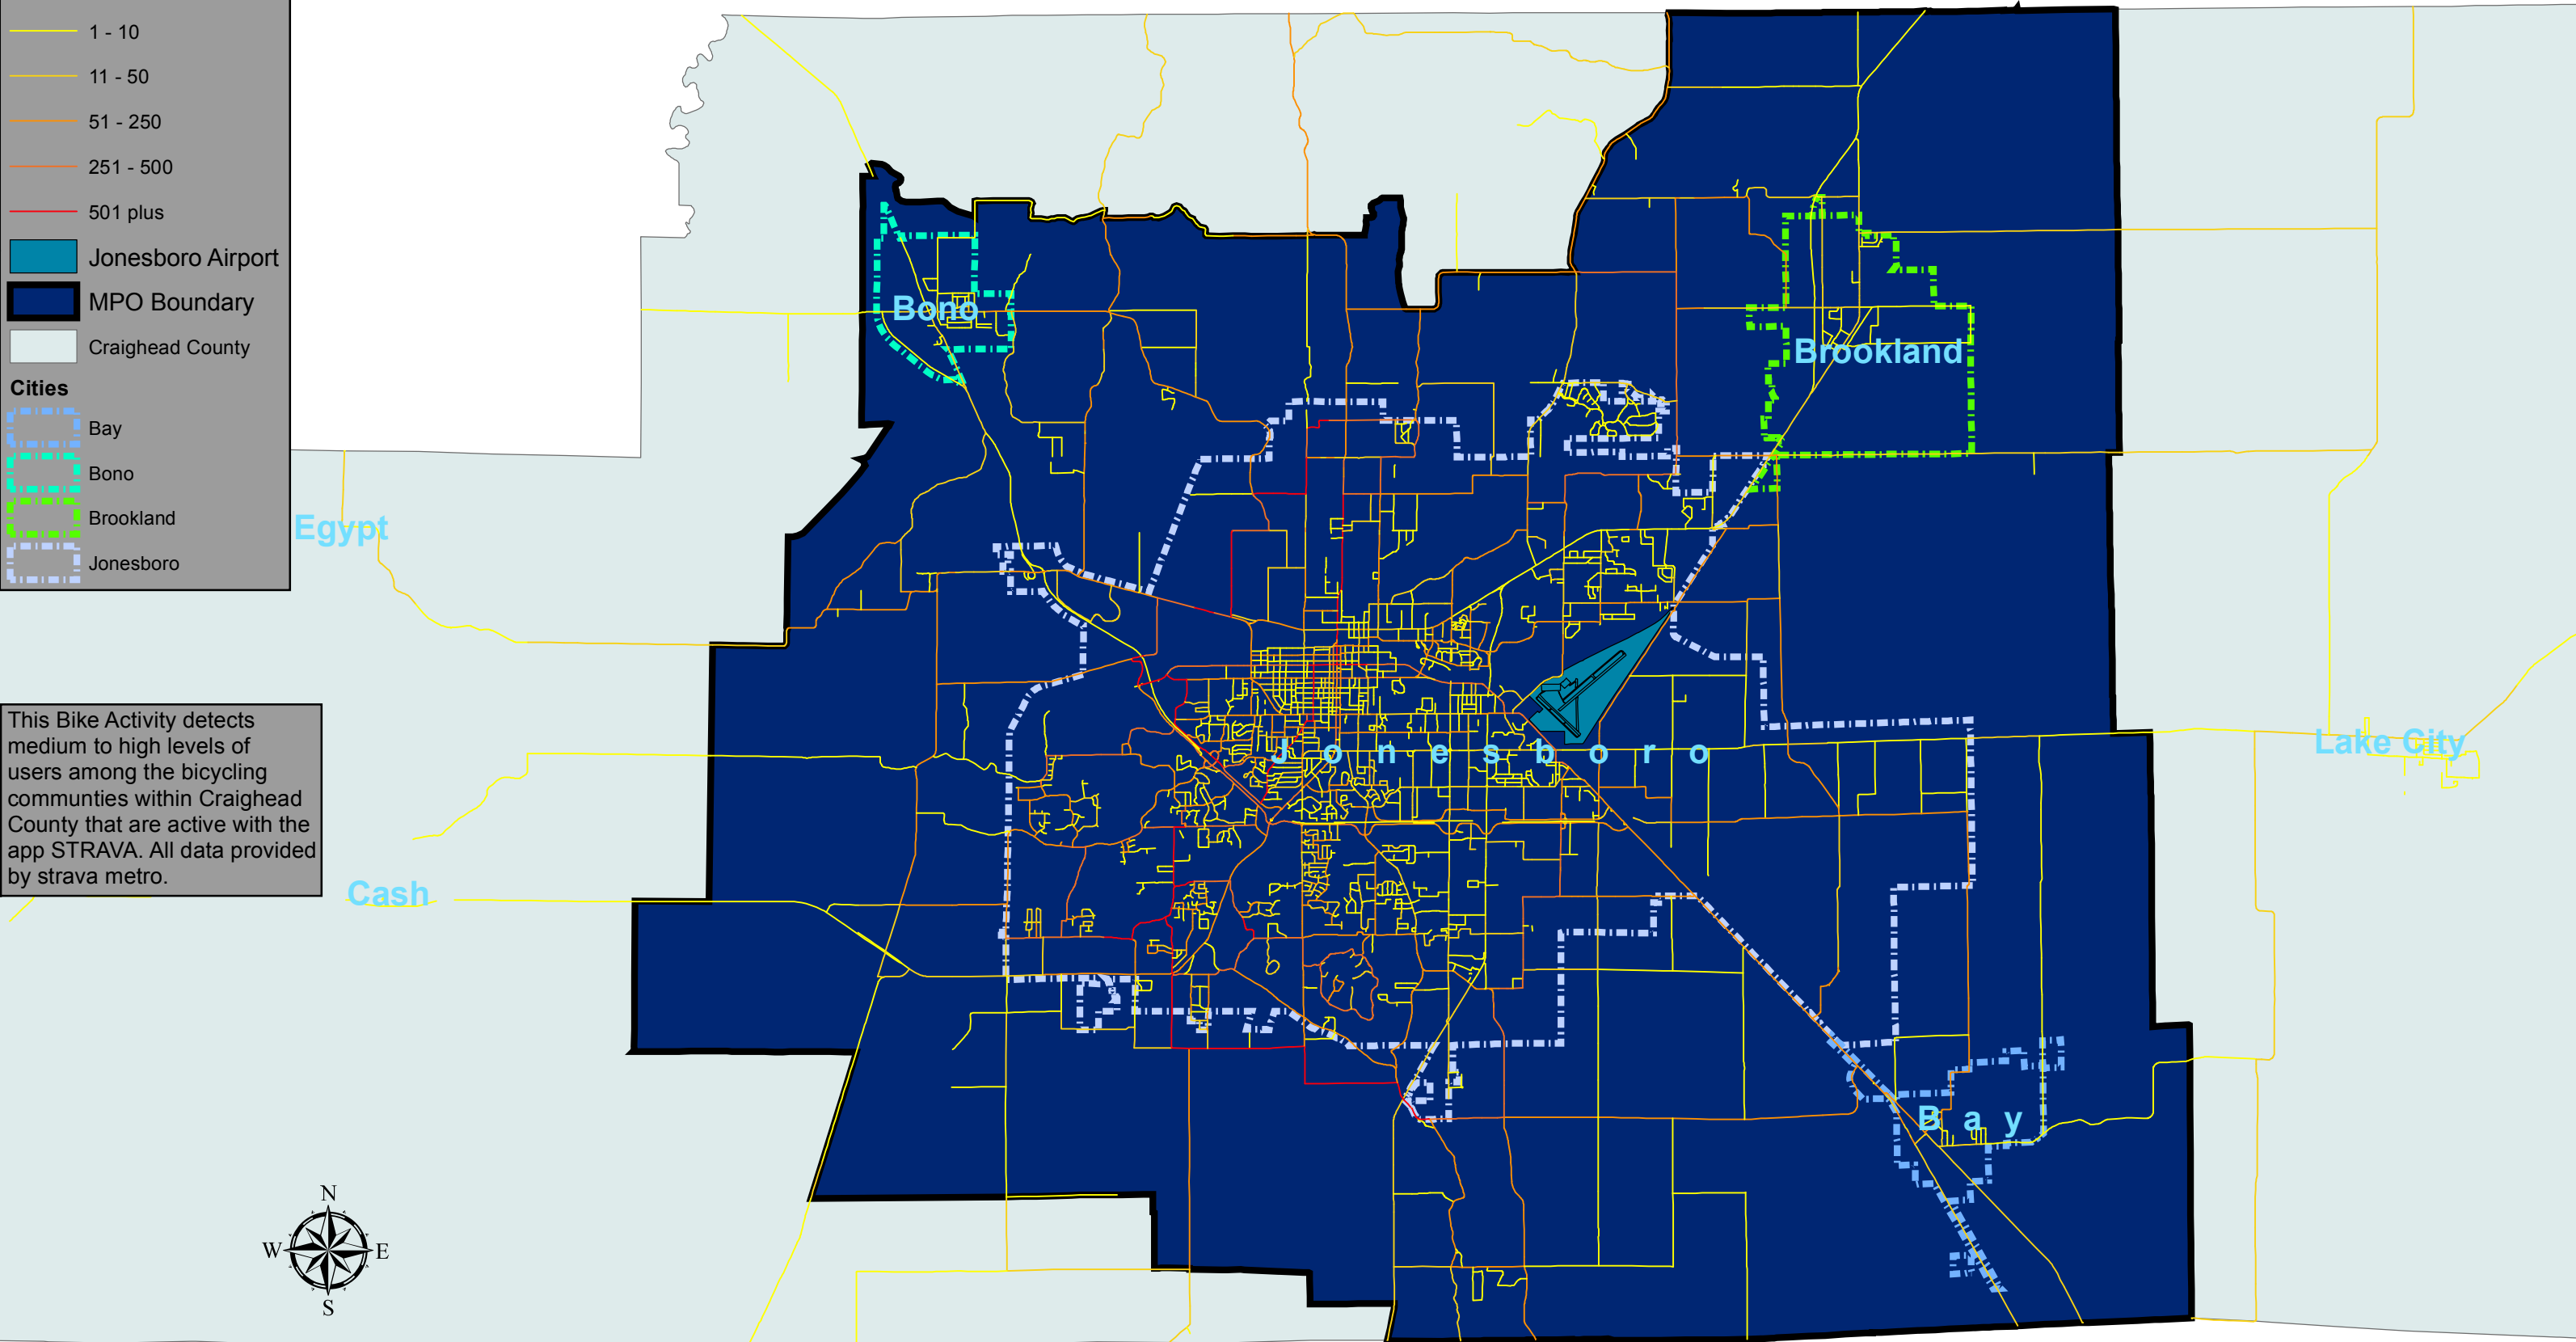 1 - 10
11 - 50
51 - 250
251 - 500
501 plus
Jonesboro Airport
MPO Boundary
Craighead County
Cities
Bay
Bono
Brookland
Jonesboro
This Bike Activity detects
medium to high levels of
users among the bicycling
communties within Craighead
County that are active with the
app STRAVA. All data provided
by strava metro.
Bono
Brookland
Egypt
Jonesboro
Lake City
Cash
Bay
N
W E
S